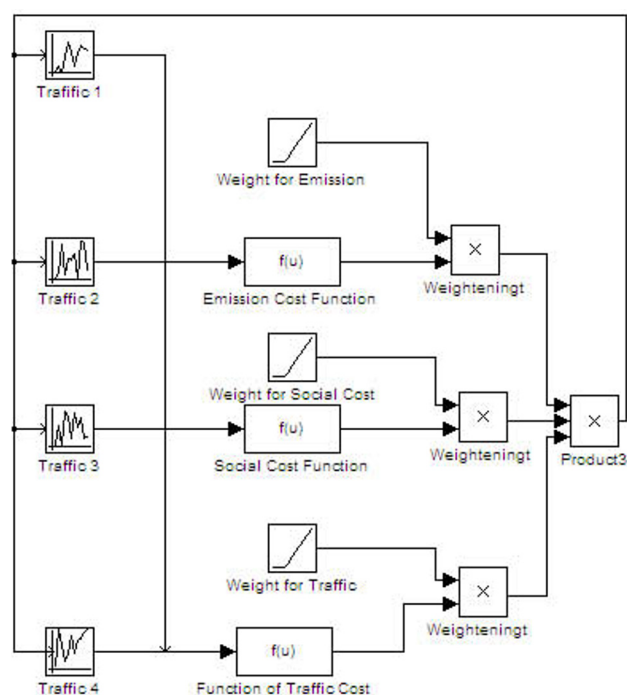 Trafific 1
Weight for Emission
Traffic 2
f(u)
Emission Cost Function
×
Weighteningt
Weight for Social Cost
Traffic 3
f(u)
Social Cost Function
×
Weighteningt
×
Product3
Weight for Traffic
Traffic 4
f(u)
Function of Traffic Cost
×
Weighteningt